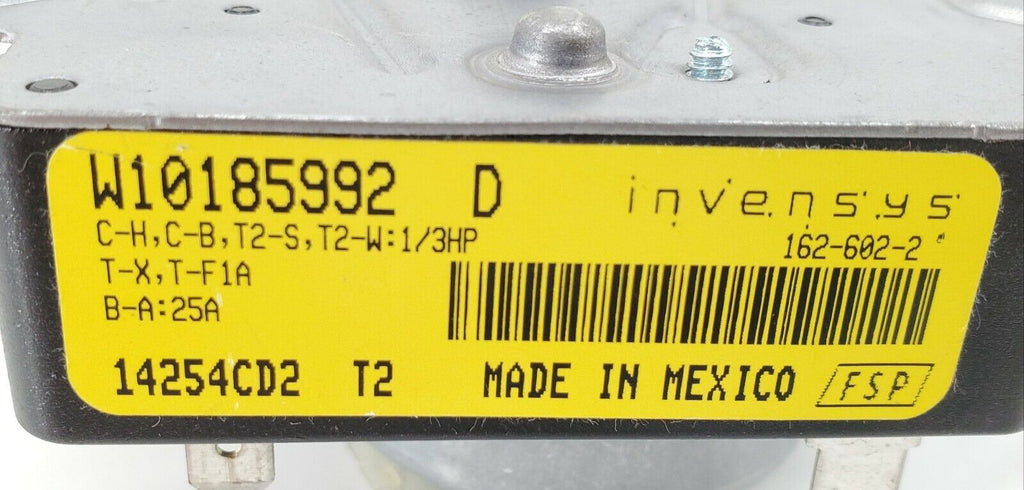 W10185992 D invensys
C-H,C-B,T2-S,T2-W:1/3HP 162-602-2
T-X,T-F1A
B-A:25A
14254CD2 T2 MADE IN MEXICO FSP